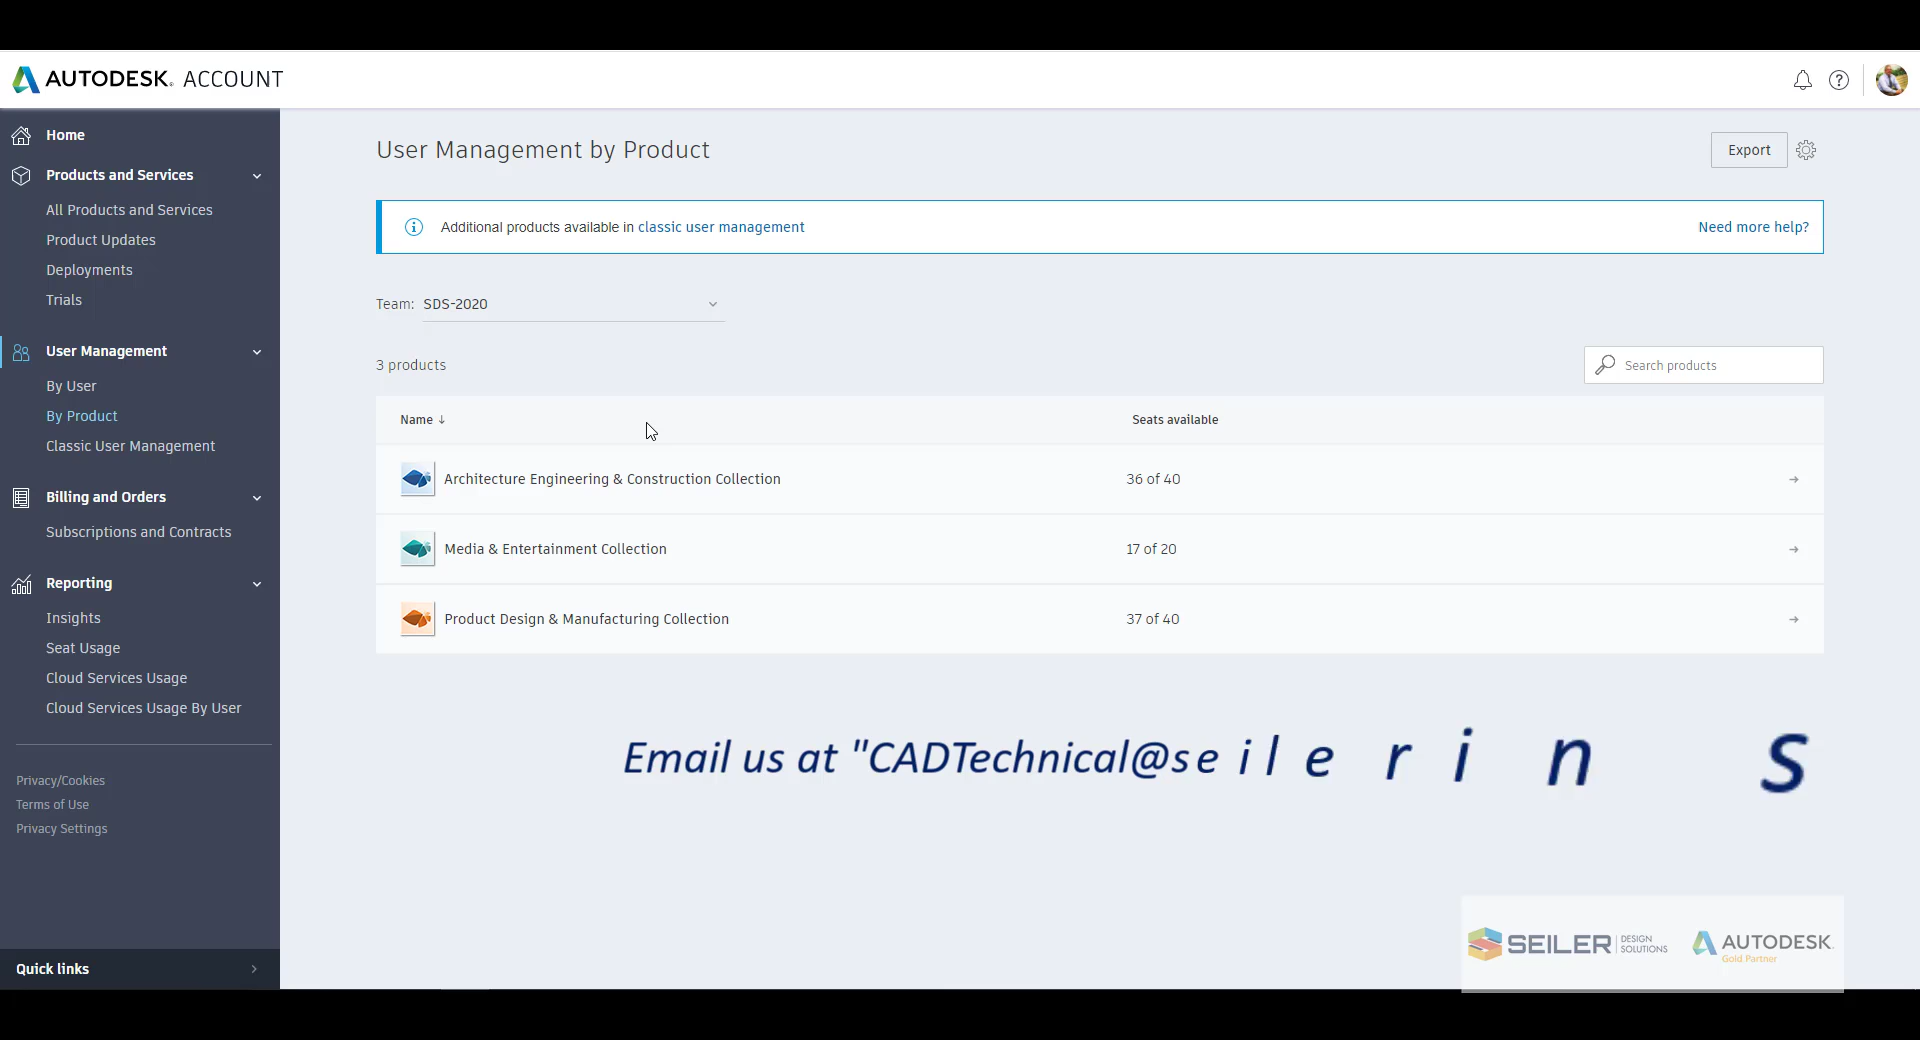 AUTODESK. ACCOUNT
Home
Products and Services
All Products and Services
Product Updates
Deployments
Trials
User Management
By User
By Product
Classic User Management
Billing and Orders
Subscriptions and Contracts
Reporting
Insights
Seat Usage
Cloud Services Usage
Cloud Services Usage By User
Privacy/Cookies
Terms of Use
Privacy Settings
Quick links
User Management by Product
Export
Additional products available in classic user management
Need more help?
Team: SDS-2020
3 products
Search products
Name ↓ Seats available
Architecture Engineering & Construction Collection 36 of 40
Media & Entertainment Collection 17 of 20
Product Design & Manufacturing Collection 37 of 40
Email us at "CADTechnical@seilerins
SEILER DESIGN SOLUTIONS
AUTODESK.
Gold Partner